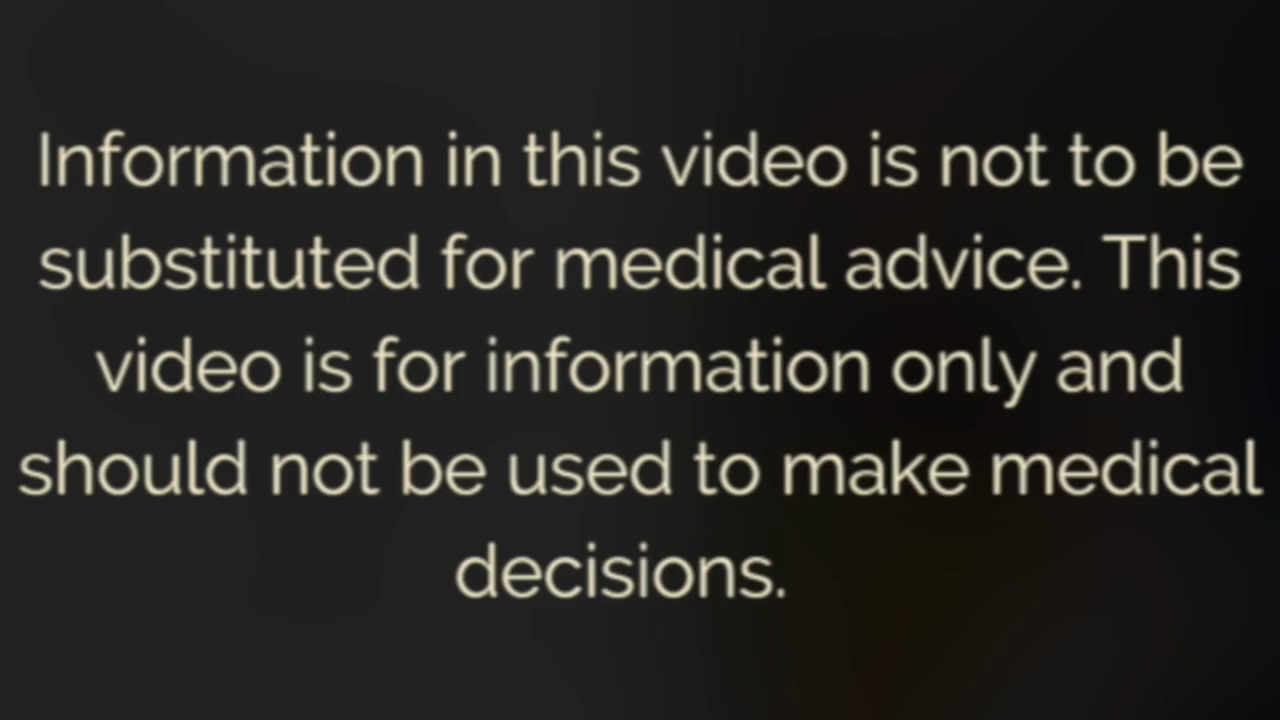 Information in this video is not to be
substituted for medical advice. This
video is for information only and
should not be used to make medical
decisions.